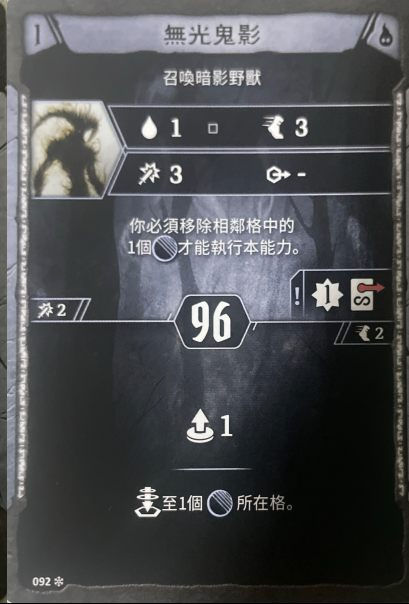 1 無光鬼影
召喚暗影野獸
1 3
3 -
你必須移除相鄰格中的
1個 才能執行本能力。
! 1 S
2
96
2
1
至1個 所在格。
092